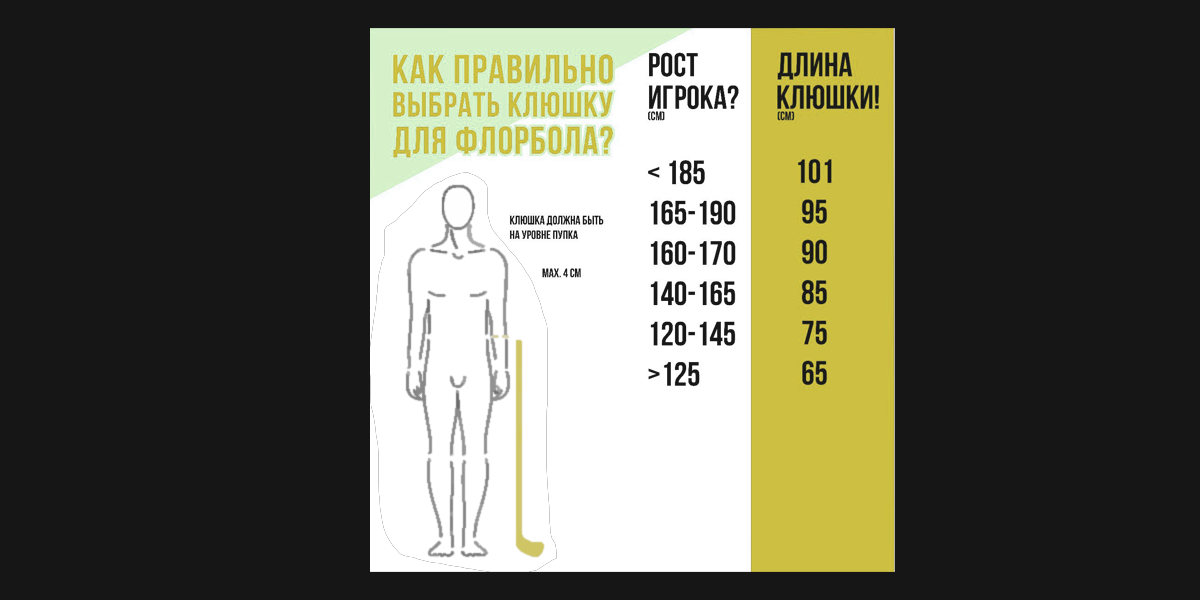 КАК ПРАВИЛЬНО
ВЫБРАТЬ КЛЮШКУ
ДЛЯ ФЛОРБОЛА?
КЛЮШКА ДОЛЖНА БЫТЬ
НА УРОВНЕ ПУПКА
MAX. 4 СМ
РОСТ
ИГРОКА?
(СМ)
ДЛИНА
КЛЮШКИ!
(СМ)
< 185 101
165-190 95
160-170 90
140-165 85
120-145 75
>125 65